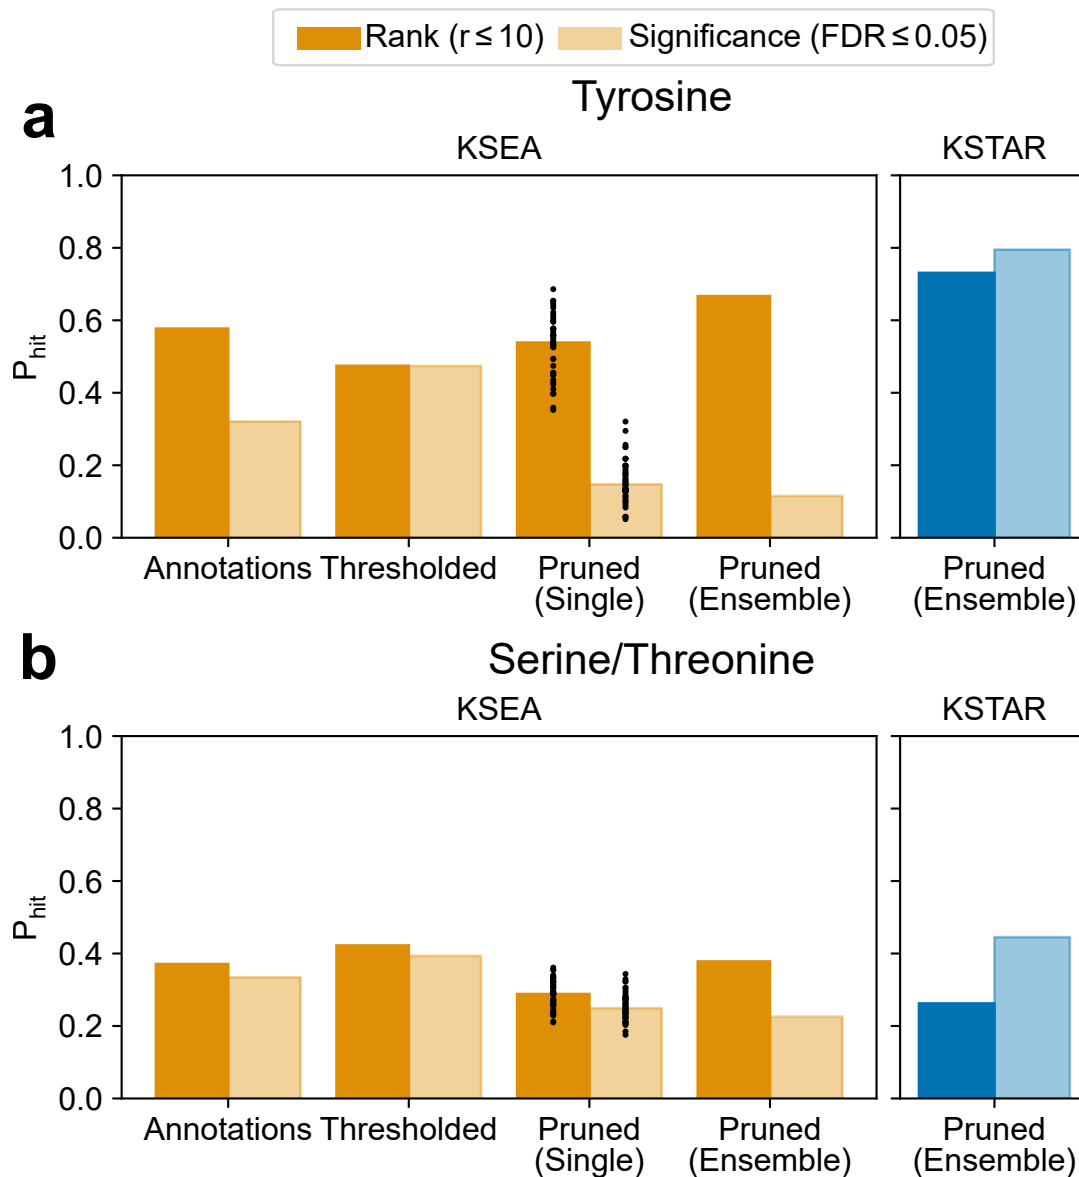 Rank (r ≤ 10) Significance (FDR ≤ 0.05)
a
Tyrosine
KSEA KSTAR
1.0
0.8
0.6
0.4
0.2
0.0
P_hit
Annotations Thresholded Pruned (Single) Pruned (Ensemble) Pruned (Ensemble)
b
Serine/Threonine
KSEA KSTAR
1.0
0.8
0.6
0.4
0.2
0.0
P_hit
Annotations Thresholded Pruned (Single) Pruned (Ensemble) Pruned (Ensemble)